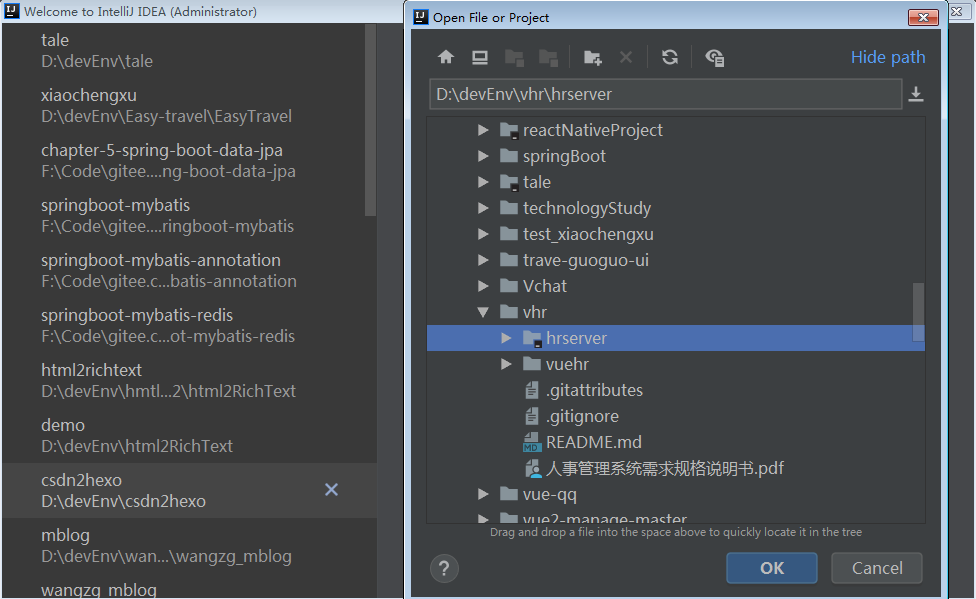 Welcome to IntelliJ IDEA (Administrator)
tale
D:\devEnv\tale
xiaochengxu
D:\devEnv\Easy-travel\EasyTravel
chapter-5-spring-boot-data-jpa
F:\Code\gitee....ng-boot-data-jpa
springboot-mybatis
F:\Code\gitee....ringboot-mybatis
springboot-mybatis-annotation
F:\Code\gitee.c...batis-annotation
springboot-mybatis-redis
F:\Code\gitee.c...ot-mybatis-redis
html2richtext
D:\devEnv\hmtl...2\html2RichText
demo
D:\devEnv\html2RichText
csdn2hexo
D:\devEnv\csdn2hexo
mblog
D:\devEnv\wan...\wangzg_mblog
wangzg_mblog
Open File or Project
Hide path
D:\devEnv\vhr\hrserver
reactNativeProject
springBoot
tale
technologyStudy
test_xiaochengxu
trave-guoguo-ui
Vchat
vhr
hrserver
vuehr
.gitattributes
.gitignore
MD README.md
人事管理系统需求规格说明书.pdf
vue-qq
vue2-manage-master
Drag and drop a file into the space above to quickly locate it in the tree
?
OK
Cancel